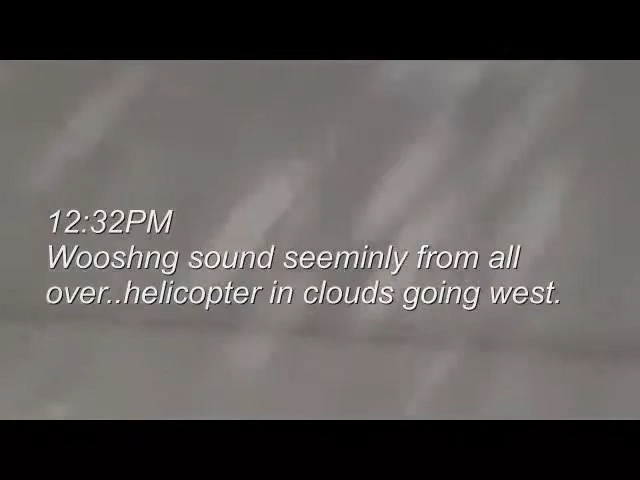 12:32PM
Wooshng sound seeminly from all
over..helicopter in clouds going west.